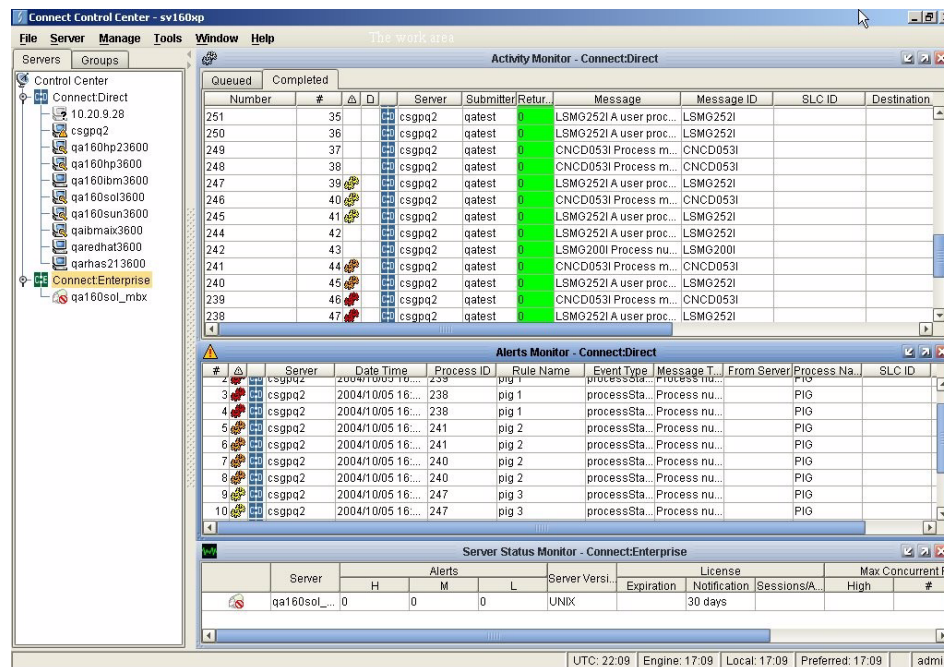 Connect Control Center - sv160xp
File Server Manage Tools Window Help The work area
Servers Groups
Control Center
Connect:Direct
10.20.9.28
csgpq2
qa160hp23600
qa160hp3600
qa160ibm3600
qa160sol3600
qa160sun3600
qaibmaix3600
qaredhat3600
qarhas213600
Connect:Enterprise
qa160sol_mbx
Activity Monitor - Connect:Direct
Queued Completed
Number # D Server Submitter Retur... Message Message ID SLC ID Destination
251 35 C:D csgpq2 qatest 0 LSMG252I A user proc... LSMG252I
250 36 C:D csgpq2 qatest 0 LSMG252I A user proc... LSMG252I
249 37 C:D csgpq2 qatest 0 CNCD053I Process m... CNCD053I
248 38 C:D csgpq2 qatest 0 CNCD053I Process m... CNCD053I
247 39 C:D csgpq2 qatest 0 LSMG252I A user proc... LSMG252I
246 40 C:D csgpq2 qatest 0 CNCD053I Process m... CNCD053I
245 41 C:D csgpq2 qatest 0 LSMG252I A user proc... LSMG252I
244 42 C:D csgpq2 qatest 0 LSMG252I A user proc... LSMG252I
242 43 C:D csgpq2 qatest 0 LSMG200I Process nu... LSMG200I
241 44 C:D csgpq2 qatest 0 CNCD053I Process m... CNCD053I
240 45 C:D csgpq2 qatest 0 LSMG252I A user proc... LSMG252I
239 46 C:D csgpq2 qatest 0 CNCD053I Process m... CNCD053I
238 47 C:D csgpq2 qatest 0 LSMG252I A user proc... LSMG252I
Alerts Monitor - Connect:Direct
# Server Date Time Process ID Rule Name Event Type Message T... From Server Process Na... SLC ID
2 C:D csgpq2 2004/10/05 16:... 239 pig 1 processSta... Process nu... PIG
3 C:D csgpq2 2004/10/05 16:... 238 pig 1 processSta... Process nu... PIG
4 C:D csgpq2 2004/10/05 16:... 238 pig 1 processSta... Process nu... PIG
5 C:D csgpq2 2004/10/05 16:... 241 pig 2 processSta... Process nu... PIG
6 C:D csgpq2 2004/10/05 16:... 241 pig 2 processSta... Process nu... PIG
7 C:D csgpq2 2004/10/05 16:... 240 pig 2 processSta... Process nu... PIG
8 C:D csgpq2 2004/10/05 16:... 240 pig 2 processSta... Process nu... PIG
9 C:D csgpq2 2004/10/05 16:... 247 pig 3 processSta... Process nu... PIG
10 C:D csgpq2 2004/10/05 16:... 247 pig 3 processSta... Process nu... PIG
Server Status Monitor - Connect:Enterprise
Server Alerts Server Versi... License Max Concurrent
H M L Expiration Notification Sessions/A... High #
qa160sol_... 0 0 0 UNIX 30 days
UTC: 22:09 Engine: 17:09 Local: 17:09 Preferred: 17:09 admi